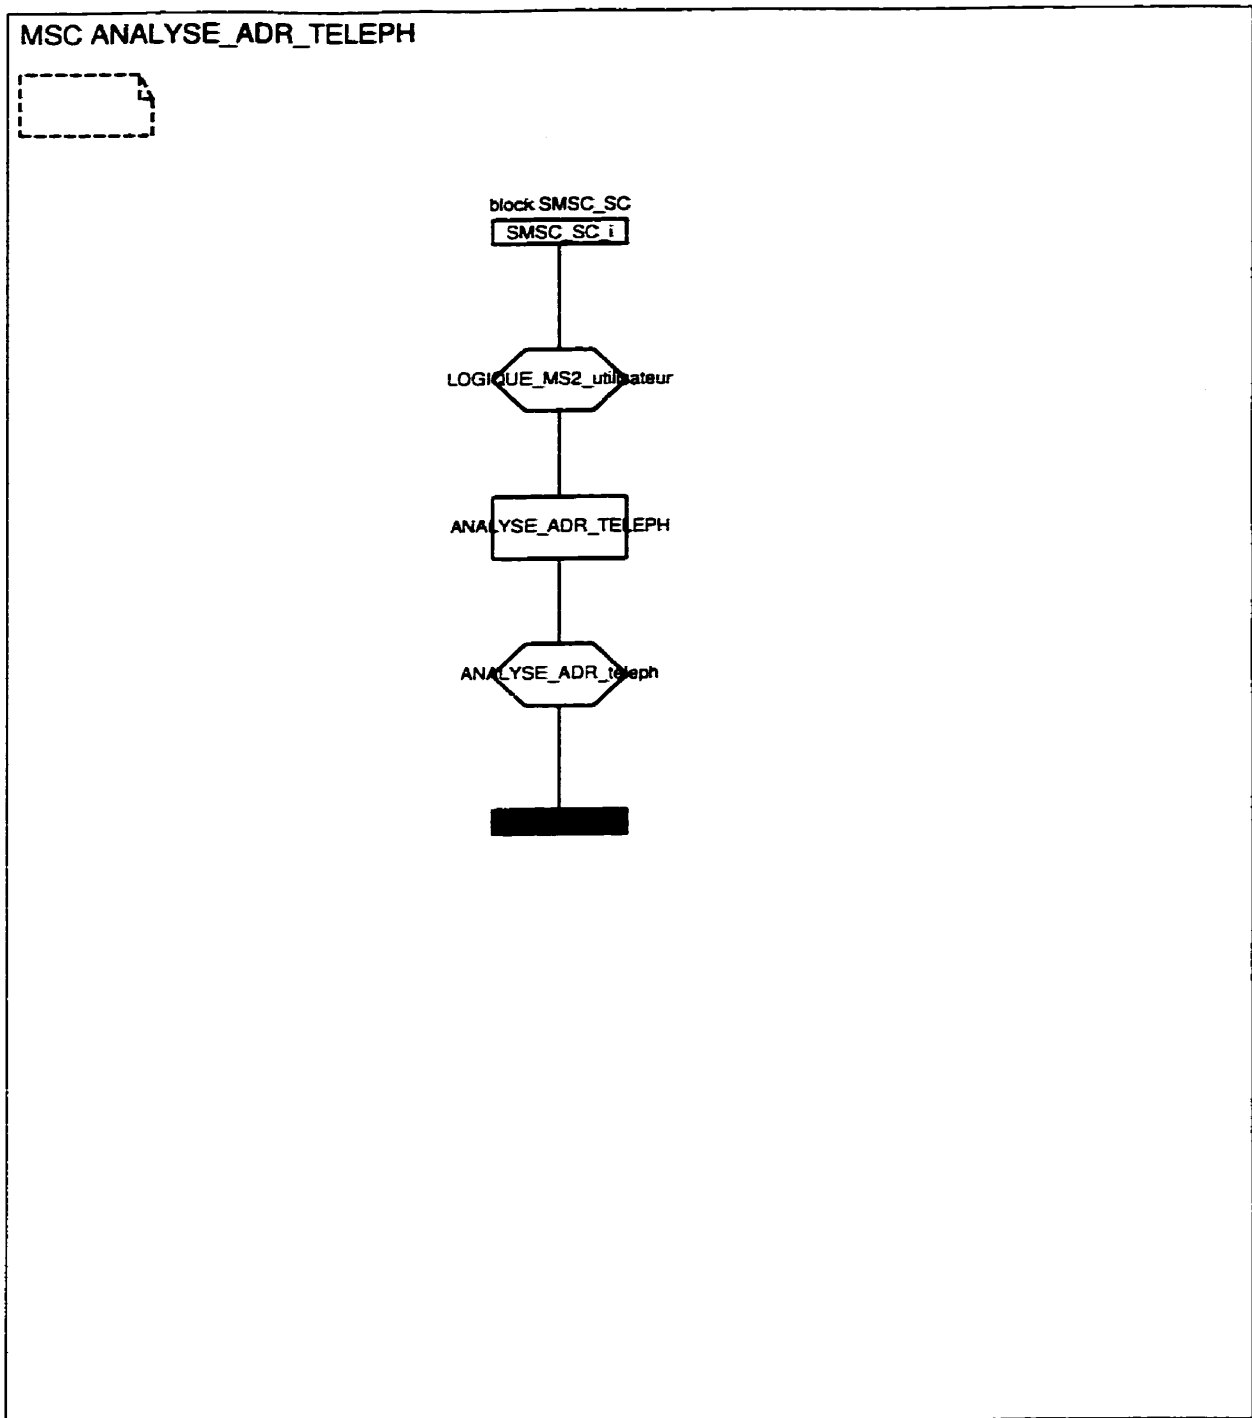 MSC ANALYSE_ADR_TELEPH
block SMSC_SC
SMSC_SC_i
LOGIQUE_MS2_utilisateur
ANALYSE_ADR_TELEPH
ANALYSE_ADR_teleph